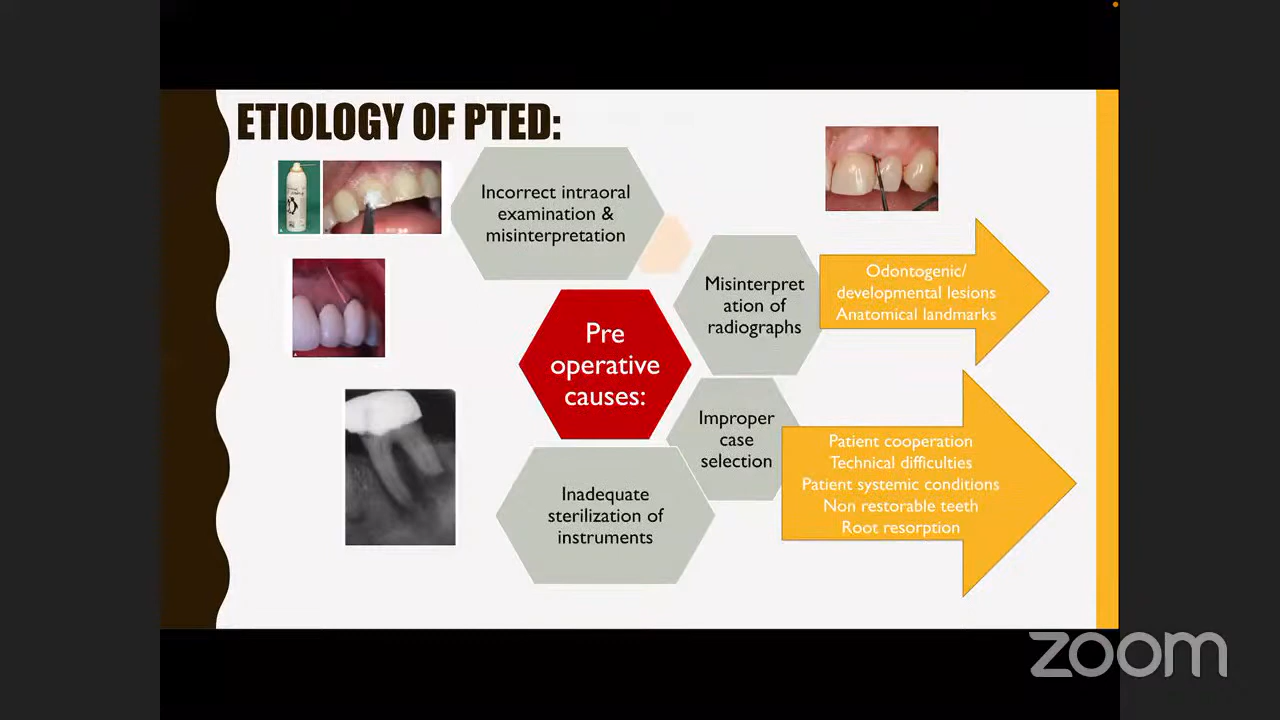 ETIOLOGY OF PTED:
Incorrect intraoral
examination &
misinterpretation
Misinterpret
ation of
radiographs
Odontogenic/
developmental lesions
Anatomical landmarks
Pre
operative
causes:
Improper
case
selection
Patient cooperation
Technical difficulties
Patient systemic conditions
Non restorable teeth
Root resorption
Inadequate
sterilization of
instruments
zoom